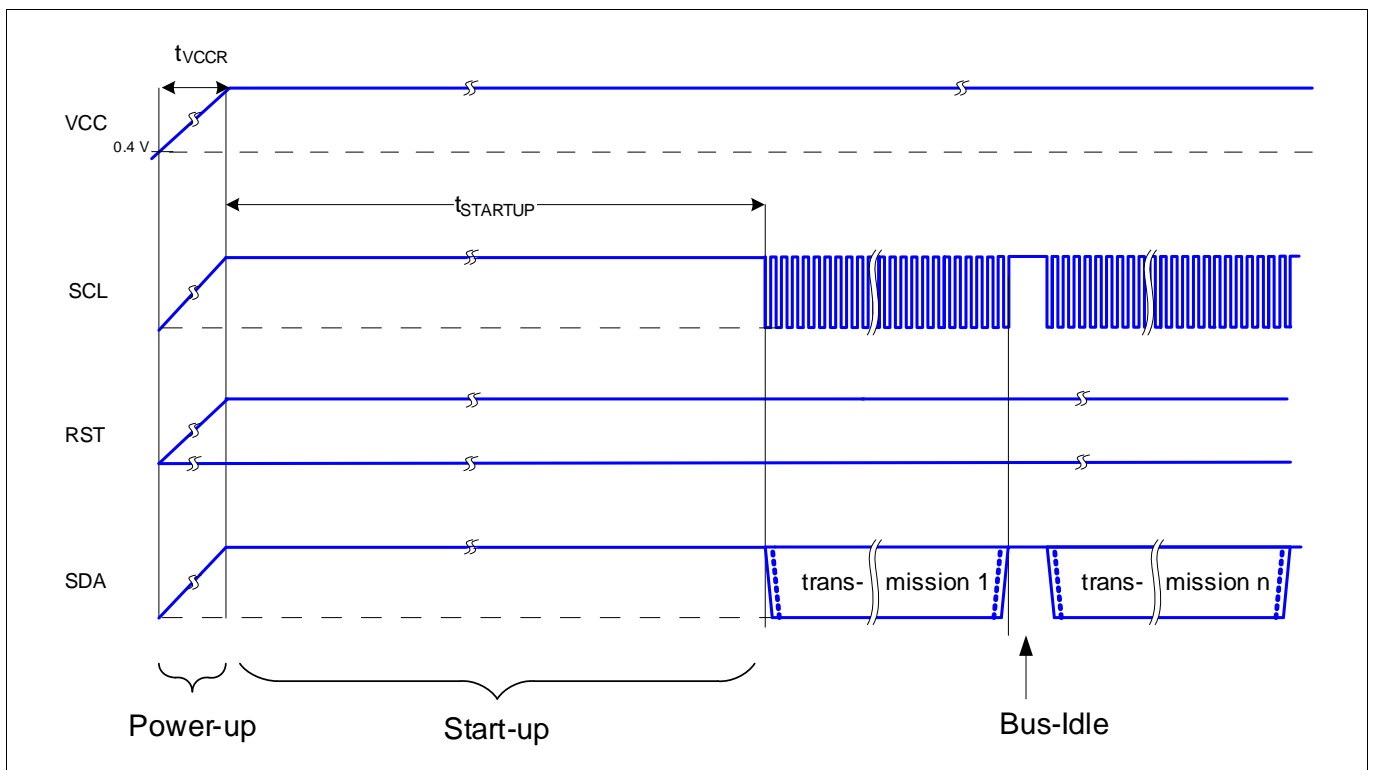 tVCCR
VCC
0.4 V
tSTARTUP
SCL
RST
SDA
trans- mission 1
trans- mission n
Power-up
Start-up
Bus-Idle